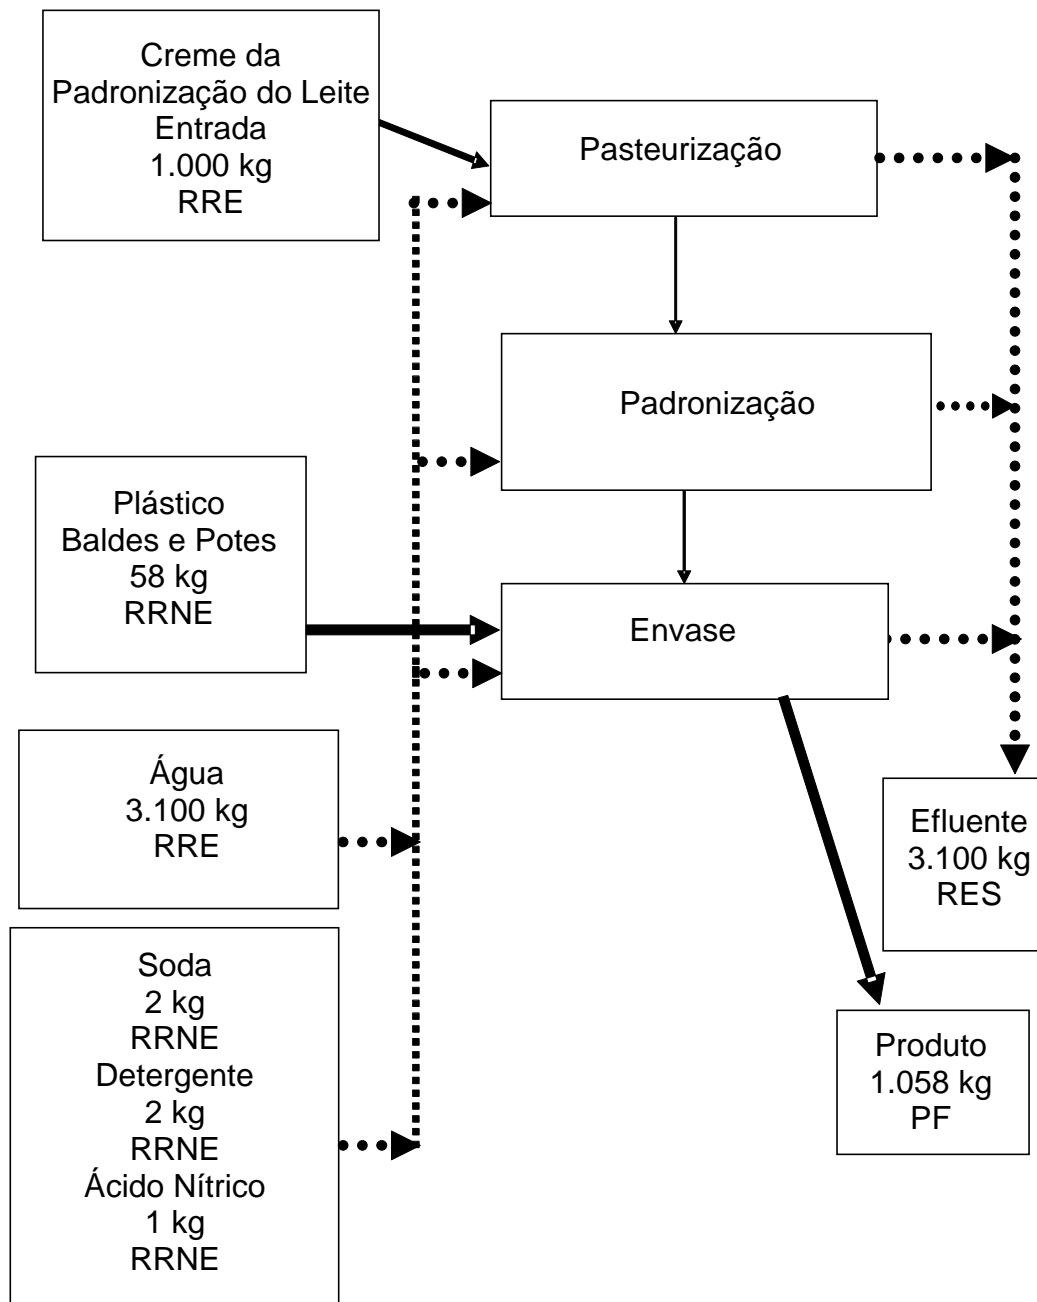 Creme da
Padronização do Leite
Entrada
1.000 kg
RRE
Pasteurização
Padronização
Plástico
Baldes e Potes
58 kg
RRNE
Envase
Água
3.100 kg
RRE
Efluente
3.100 kg
RES
Soda
2 kg
RRNE
Detergente
2 kg
RRNE
Ácido Nítrico
1 kg
RRNE
Produto
1.058 kg
PF